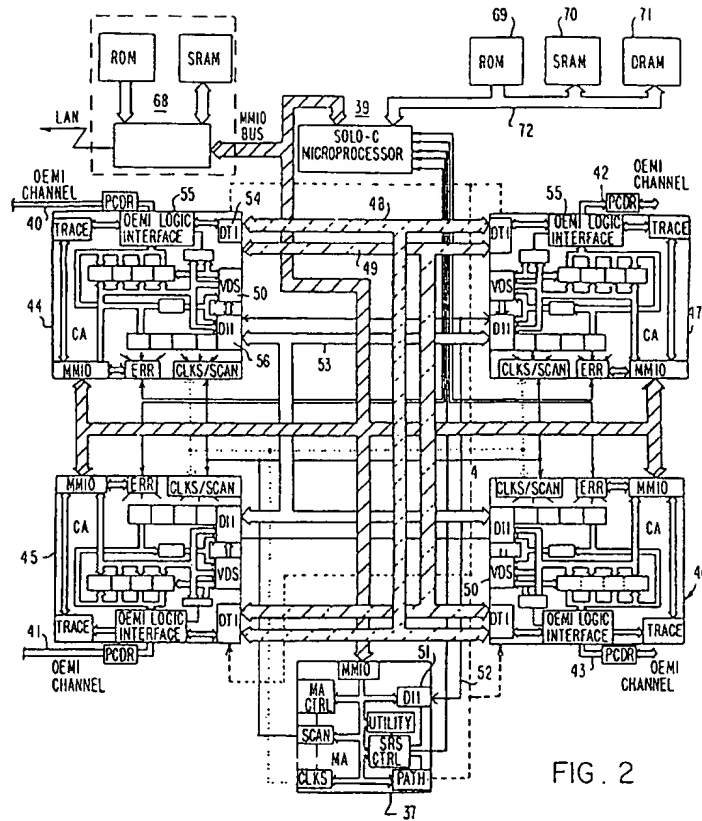 69
70
71
ROM
SRAM
68
ROM
SRAM
DRAM
72
LAN
MMIO
BUS
39
SOLO-C
MICROPROCESSOR
OEMI
CHANNEL
PCDR
40
55
54
48
55
42
PCDR
OEMI
CHANNEL
TRACE
OEMI LOGIC
INTERFACE
DTI
49
DTI
OEMI LOGIC
INTERFACE
TRACE
44
VDS
50
VDS
47
CA
DII
56
53
DII
CA
MMIO
ERR
CLKS/SCAN
CLKS/SCAN
ERR
MMIO
4
MMIO
ERR
CLKS/SCAN
CLKS/SCAN
ERR
MMIO
CA
DII
DII
CA
45
VDS
50
VDS
TRACE
OEMI LOGIC
INTERFACE
DTI
DTI
OEMI LOGIC
INTERFACE
TRACE
41
OEMI
CHANNEL
PCDR
43
PCDR
OEMI
CHANNEL
51
52
MMIO
MA
CTRL
DII
UTILITY
SCAN
MA
SRS
CTRL
CLKS
PATH
37
FIG. 2